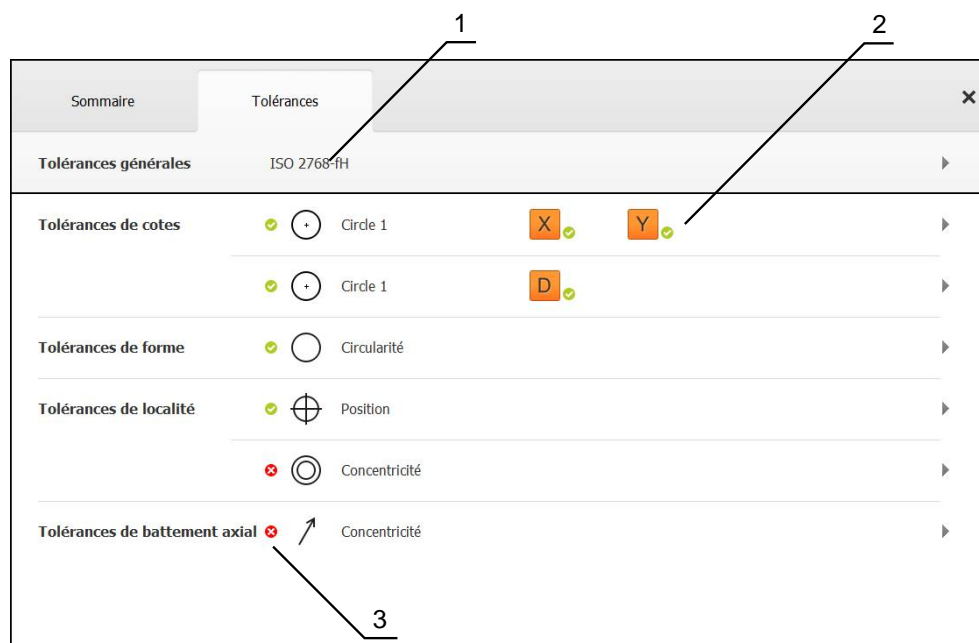 1
2
Sommaire Tolérances
Tolérances générales ISO 2768-fH
Tolérances de cotes Circle 1 X Y
Circle 1 D
Tolérances de forme Circularité
Tolérances de localité Position
Concentricité
Tolérances de battement axial Concentricité
3